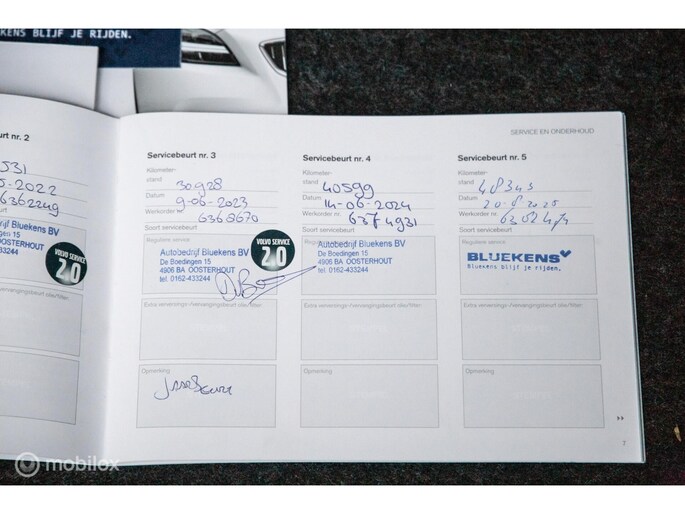 KENS BLIJF JE RIJDEN.
SERVICE EN ONDERHOUD
urt nr. 2
531
5-2022
6362249
Bluekens BV
15
OOSTERHOUT
433244
VOLVO SERVICE
2.0
Servicebeurt nr. 3
Kilometer-
stand 30928
Datum 9-06-2023
Werkorder nr. 6368670
Soort servicebeurt
Reguliere service
Autobedrijf Bluekens BV
De Boedingen 15
4906 BA OOSTERHOUT
tel. 0162-433244
VOLVO SERVICE
2.0
Extra verversings-/vervangingsbeurt olie/filter
Opmerking
Servicebeurt nr. 4
Kilometer-
stand 40599
Datum 14-06-2024
Werkorder nr. 6374931
Soort servicebeurt
Autobedrijf Bluekens BV
De Boedingen 15
4906 BA OOSTERHOUT
tel. 0162-433244
Extra verversings-/vervangingsbeurt olie/filter
Opmerking
Servicebeurt nr. 5
Kilometer-
stand 48343
Datum
Werkorder nr.
Soort servicebeurt
Reguliere service
BLUEKENS
Bluekens blijf je rijden.
Extra verversings-/vervangingsbeurt olie/filter
Opmerking
7
mobilox